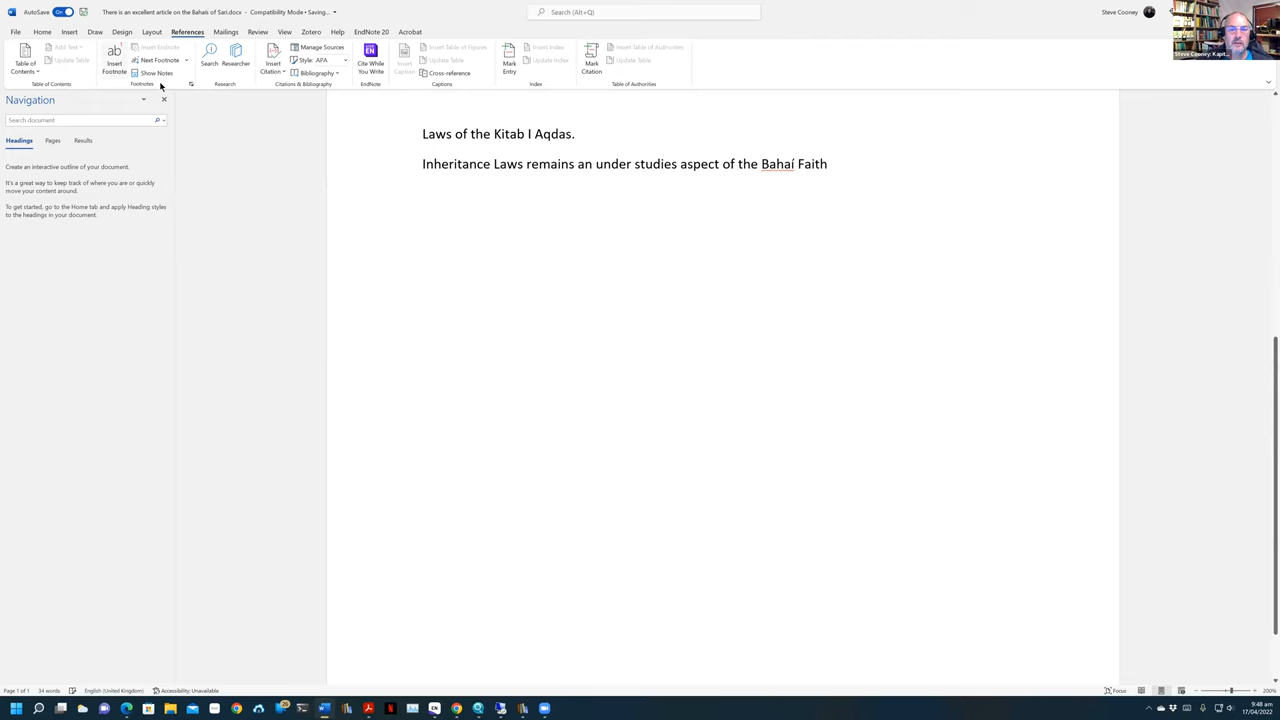 AutoSave On There is an excellent article on the Bahaís of Sari.docx - Compatibility Mode • Saving... Search (Alt+Q) Steve Cooney
File Home Insert Draw Design Layout References Mailings Review View Zotero Help EndNote 20 Acrobat
Table of Contents
Add Text
Update Table
Table of Contents
ab
Insert Footnote
Insert Endnote
Next Footnote
Show Notes
Footnotes
Search
Researcher
Research
Insert Citation
Manage Sources
Style: APA
Bibliography
Citations & Bibliography
EN
Cite While You Write
EndNote
Insert Caption
Insert Table of Figures
Update Table
Cross-reference
Captions
Mark Entry
Insert Index
Update Index
Index
Mark Citation
Insert Table of Authorities
Update Table
Table of Authorities
Navigation
Search document
Headings Pages Results
Create an interactive outline of your document.
It's a great way to keep track of where you are or quickly
move your content around.
To get started, go to the Home tab and apply Heading styles
to the headings in your document.
Laws of the Kitab I Aqdas.
Inheritance Laws remains an under studies aspect of the Bahaí Faith
Page 1 of 1 34 words English (United Kingdom) Accessibility: Unavailable Focus 200%
9:48 am
17/04/2022